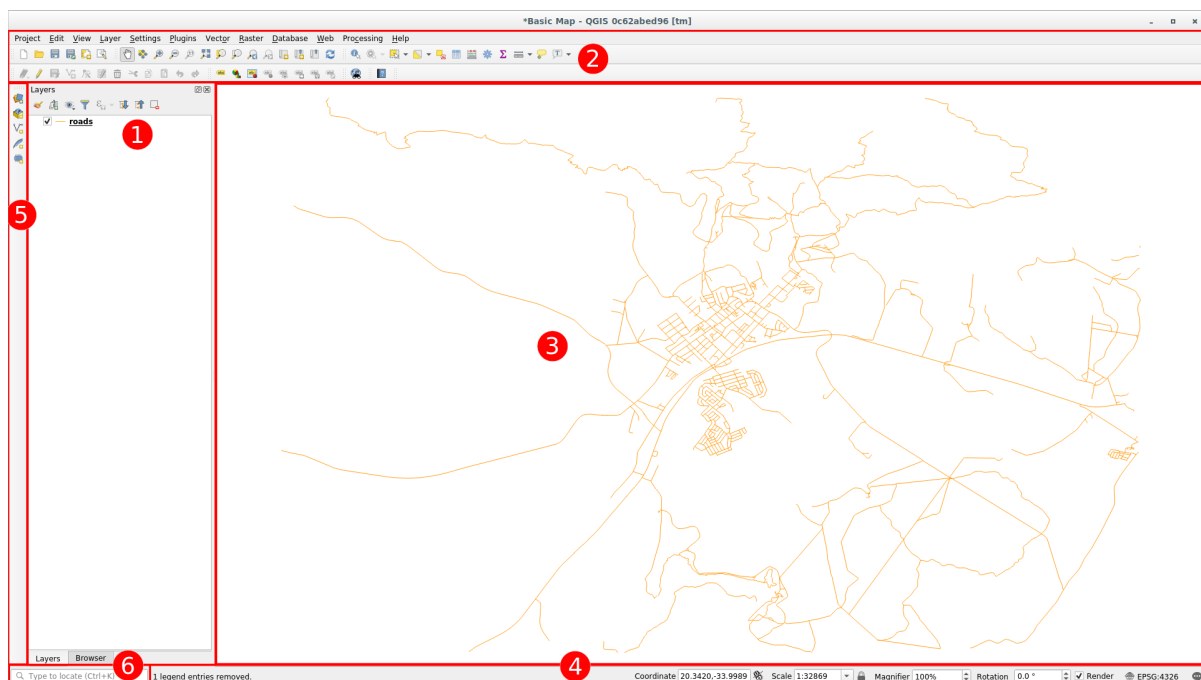 *Basic Map - QGIS 0c62abed96 [tm]
Project Edit View Layer Settings Plugins Vector Raster Database Web Processing Help
2
Layers
1
roads
5
3
Layers Browser
6
4
Type to locate (Ctrl+K) 1 legend entries removed. Coordinate 20.3420,-33.9989 Scale 1:32869 Magnifier 100% Rotation 0.0 ° Render EPSG:4326